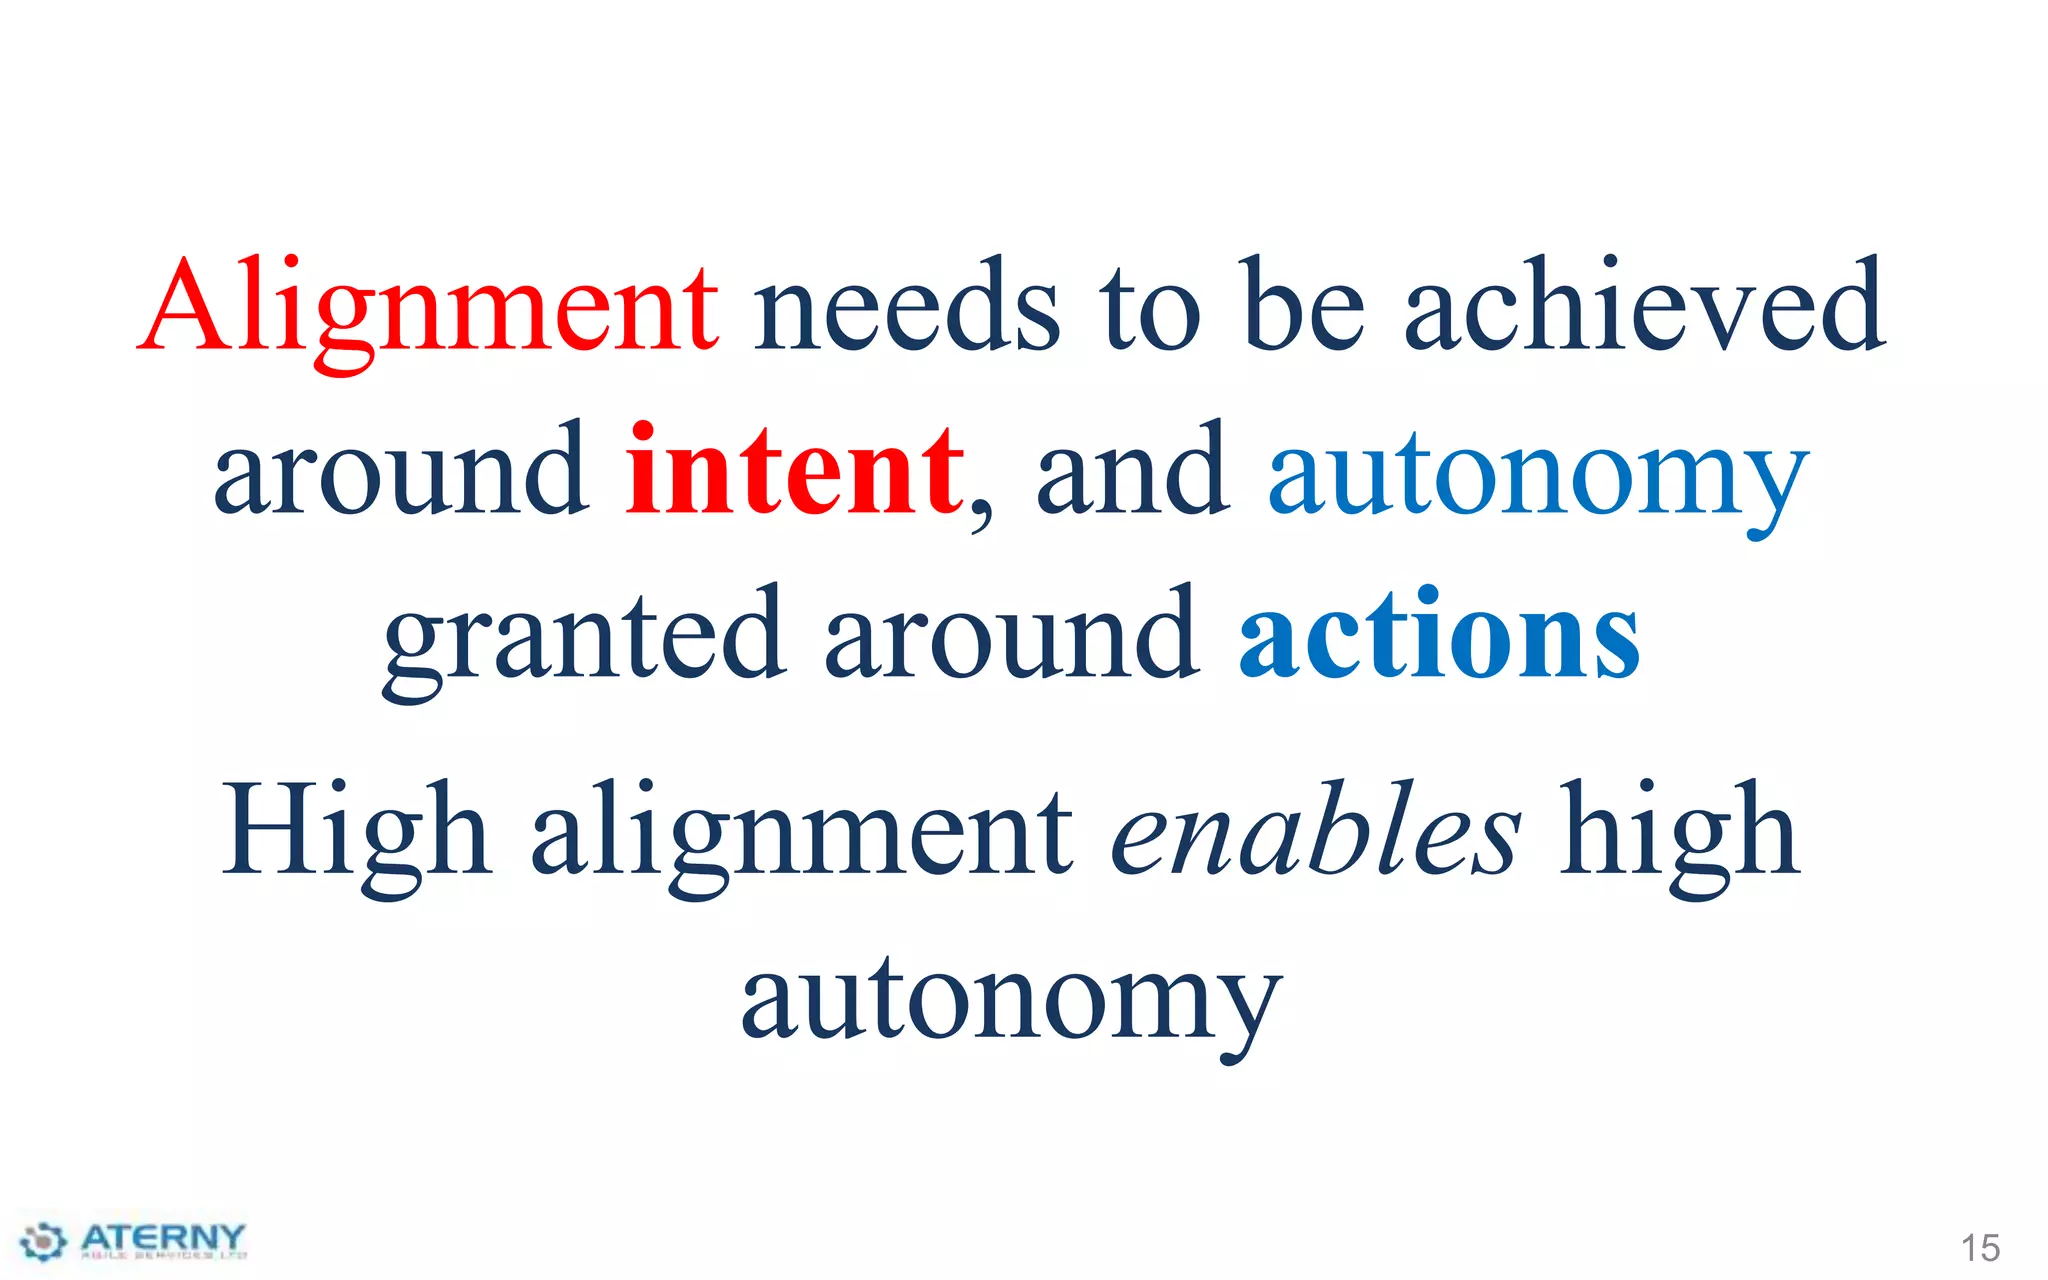 Alignment needs to be achieved
around intent, and autonomy
granted around actions
High alignment enables high
autonomy
ATERNY
AGILE SERVICES LTD
15